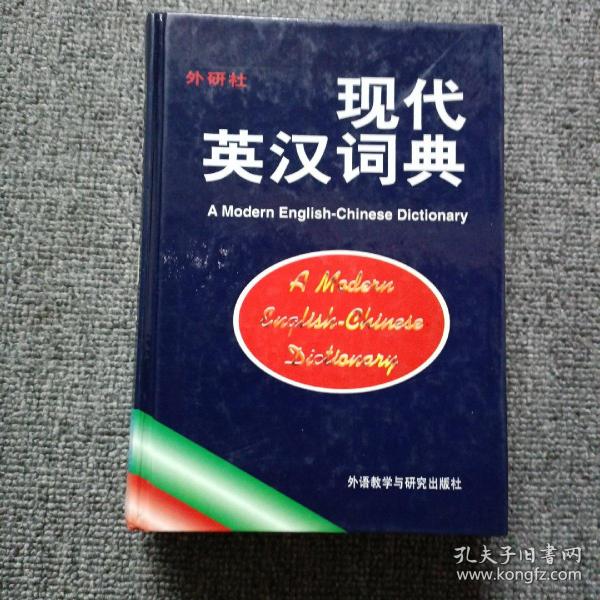 外研社
现代
英汉词典
A Modern English-Chinese Dictionary
A Modern
English-Chinese
Dictionary
外语教学与研究出版社
孔夫子旧書网
www.kongfz.com